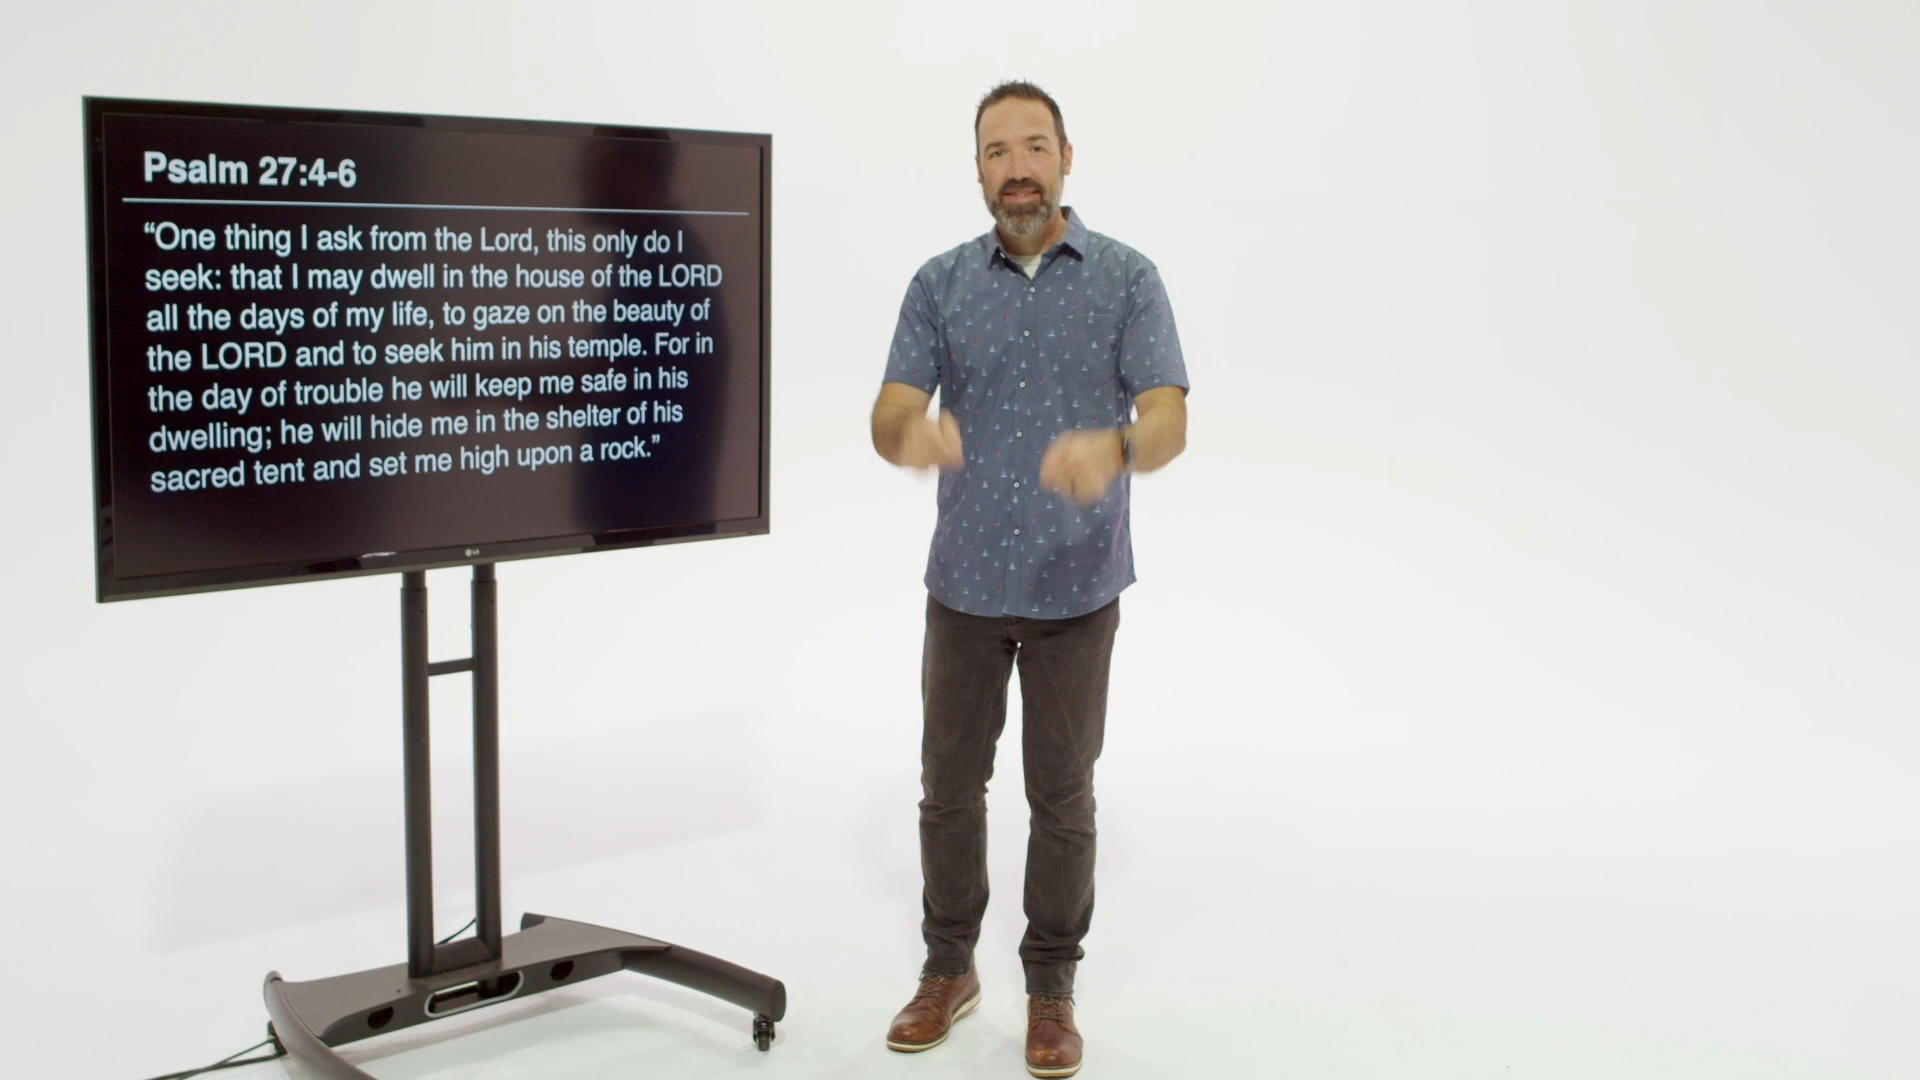 Psalm 27:4-6
“One thing I ask from the Lord, this only do I
seek: that I may dwell in the house of the LORD
all the days of my life, to gaze on the beauty of
the LORD and to seek him in his temple. For in
the day of trouble he will keep me safe in his
dwelling; he will hide me in the shelter of his
sacred tent and set me high upon a rock.”
LG